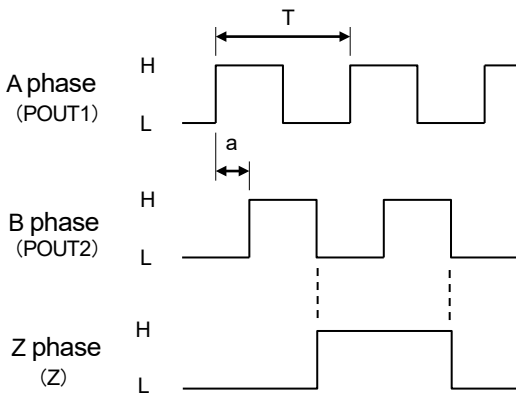 T
H
A phase
（POUT1）
L
a
H
B phase
（POUT2）
L
H
Z phase
（Z）
L